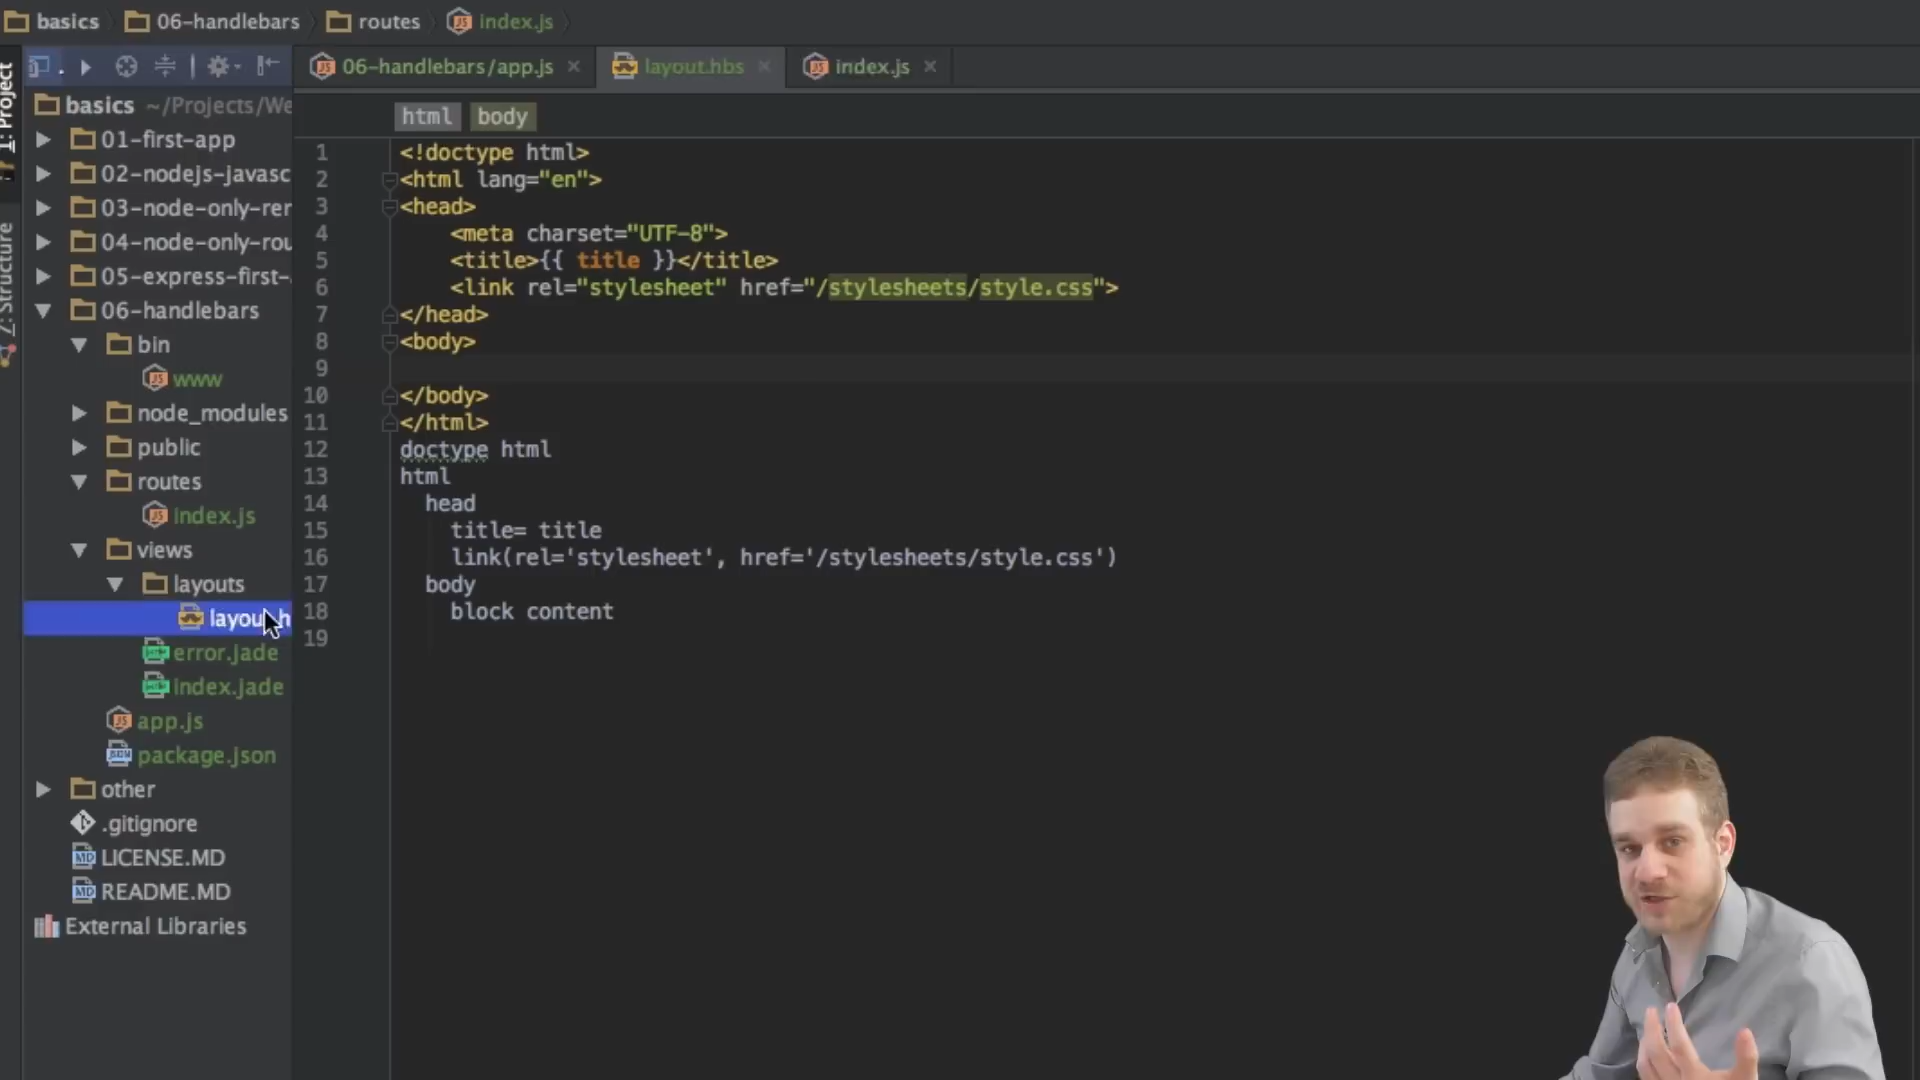 basics 06-handlebars routes index.js
06-handlebars/app.js layout.hbs index.js
1: Project
Z: Structure
basics ~/Projects/We
01-first-app
02-nodejs-javasc
03-node-only-rer
04-node-only-rou
05-express-first-
06-handlebars
bin
www
node_modules
public
routes
index.js
views
layouts
layou h
error.jade
index.jade
app.js
package.json
other
.gitignore
LICENSE.MD
README.MD
External Libraries
html body
1 <!doctype html>
2 <html lang="en">
3 <head>
4 <meta charset="UTF-8">
5 <title>{{ title }}</title>
6 <link rel="stylesheet" href="/stylesheets/style.css">
7 </head>
8 <body>
9
10 </body>
11 </html>
12 doctype html
13 html
14 head
15 title= title
16 link(rel='stylesheet', href='/stylesheets/style.css')
17 body
18 block content
19